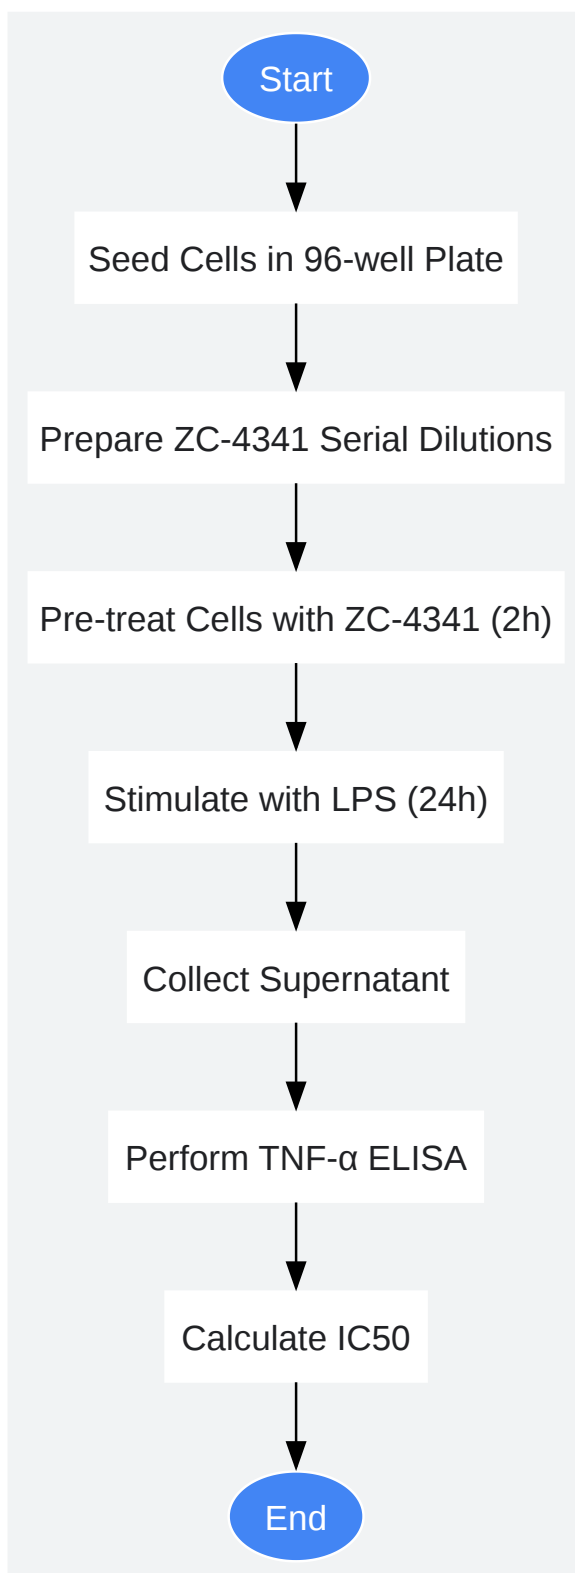 Start
Seed Cells in 96-well Plate
Prepare ZC-4341 Serial Dilutions
Pre-treat Cells with ZC-4341 (2h)
Stimulate with LPS (24h)
Collect Supernatant
Perform TNF-α ELISA
Calculate IC50
End